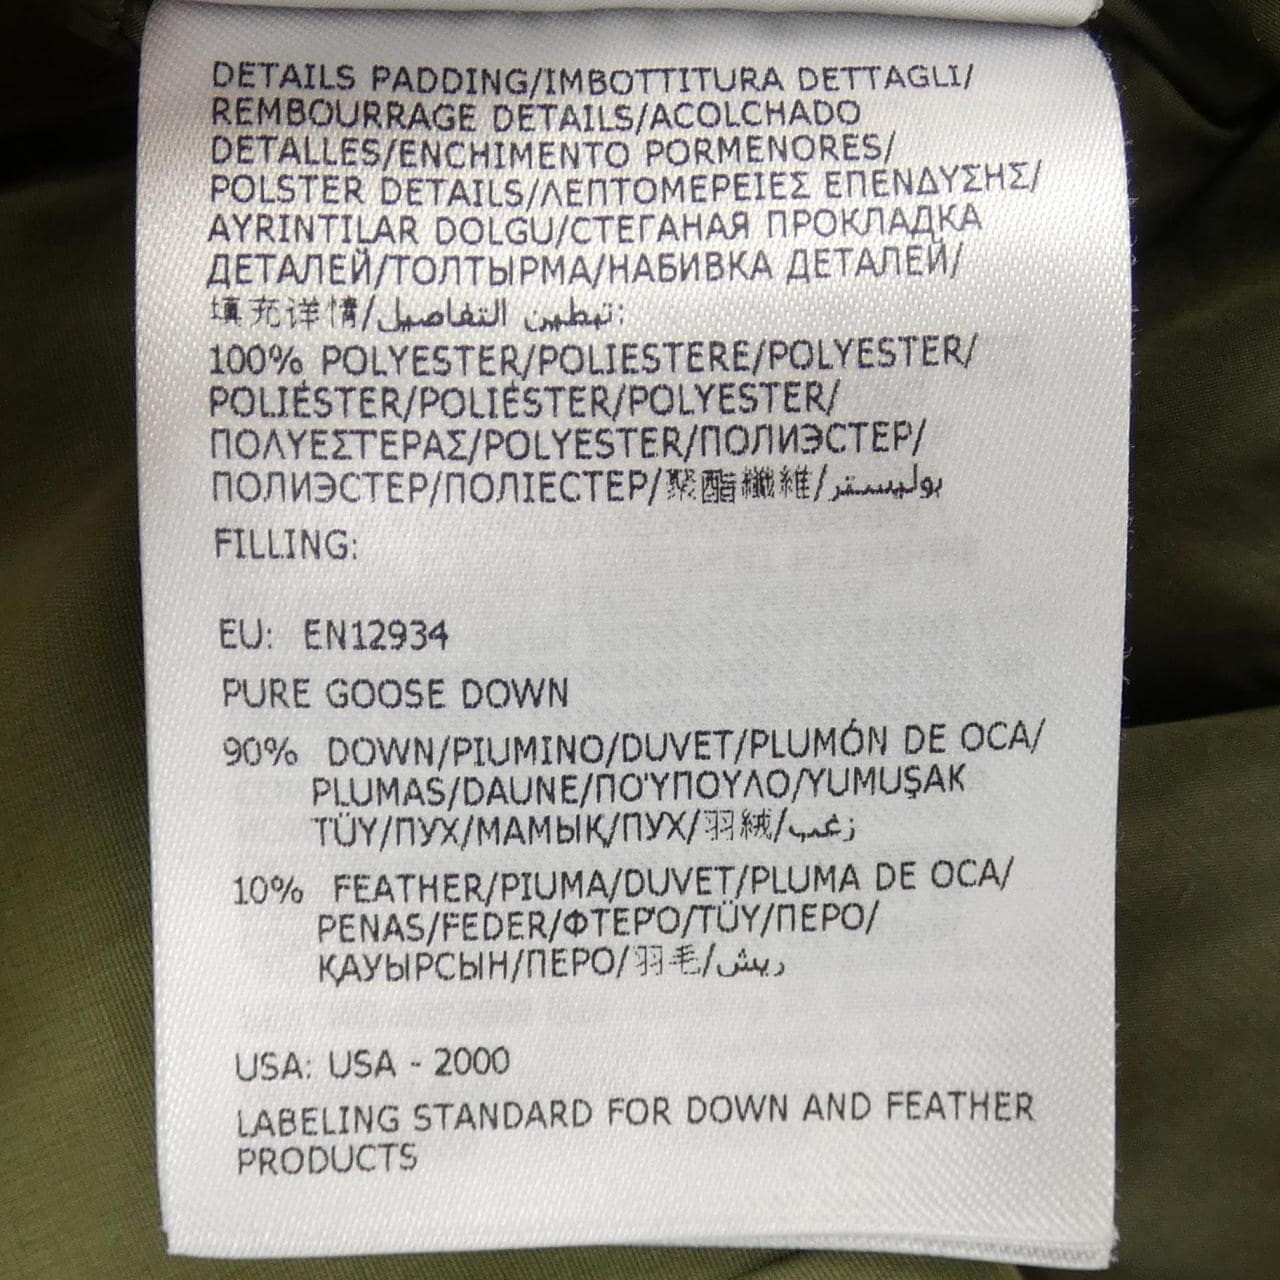 DETAILS PADDING/IMBOTTITURA DETTAGLI/
REMBOURRAGE DETAILS/ACOLCHADO
DETALLES/ENCHIMENTO PORMENORES/
POLSTER DETAILS/ΛΕΠΤΟΜΕΡΕΙΕΣ ΕΠΕΝΔΥΣΗΣ/
AYRINTILAR DOLGU/СТЕГАНАЯ ПРОКЛАДКА
ДЕТАЛЕЙ/ТОЛТЫРМА/НАБИВКА ДЕТАЛЕЙ/
填充详情/تبطين التفاصيل:
100% POLYESTER/POLIESTERE/POLYESTER/
POLIÉSTER/POLIÉSTER/POLYESTER/
ΠΟΛΥΕΣΤΕΡΑΣ/POLYESTER/ПОЛИЭСТЕР/
ПОЛИЭСТЕР/ПОЛІЕСТЕР/聚酯纖維/بوليستر
FILLING:
EU: EN12934
PURE GOOSE DOWN
90% DOWN/PIUMINO/DUVET/PLUMÓN DE OCA/
PLUMAS/DAUNE/ΠΟΎΠΟΥΛΟ/YUMUŞAK
TÜY/ПУХ/МАМЫҚ/ПУХ/羽絨/زغب
10% FEATHER/PIUMA/DUVET/PLUMA DE OCA/
PENAS/FEDER/ΦΤΕΡΌ/TÜY/ПЕРО/
ҚАУЫРСЫН/ПЕРО/羽毛/ريش
USA: USA - 2000
LABELING STANDARD FOR DOWN AND FEATHER
PRODUCTS